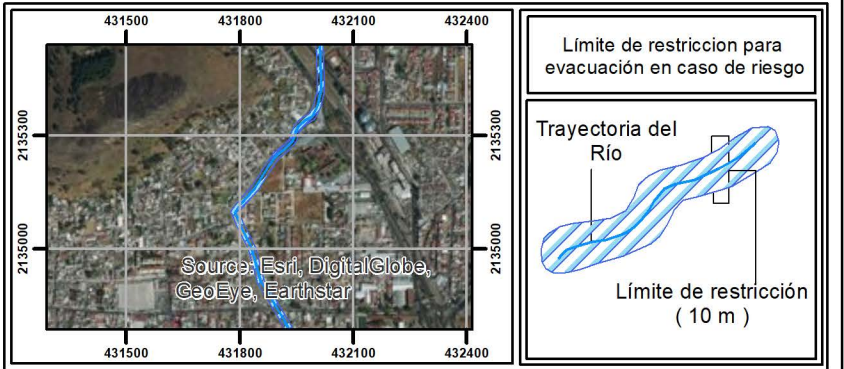 431500 431800 432100 432400
2135300 2135300
2135000 2135000
Source: Esri, DigitalGlobe,
GeoEye, Earthstar
431500 431800 432100 432400
Límite de restriccion para
evacuación en caso de riesgo
Trayectoria del
Río
Límite de restricción
( 10 m )